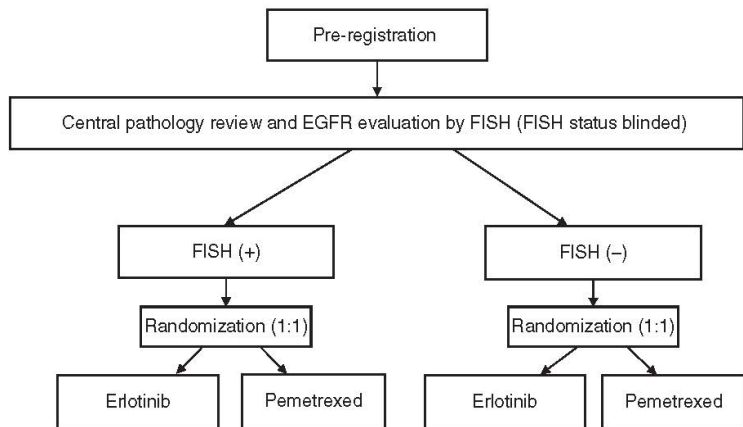 Pre-registration
Central pathology review and EGFR evaluation by FISH (FISH status blinded)
FISH (+)
FISH (–)
Randomization (1:1)
Randomization (1:1)
Erlotinib
Pemetrexed
Erlotinib
Pemetrexed